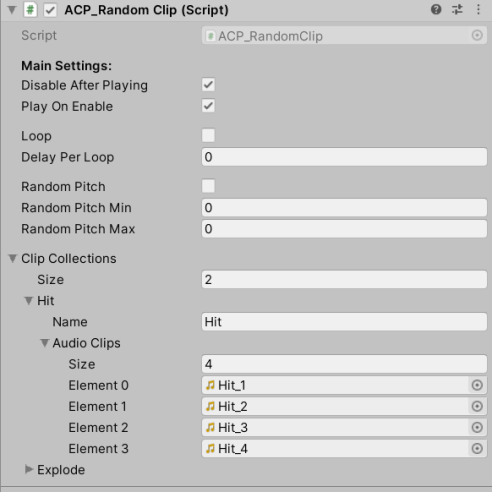 ACP_Random Clip (Script)
Script ACP_RandomClip
Main Settings:
Disable After Playing
Play On Enable
Loop
Delay Per Loop 0
Random Pitch
Random Pitch Min 0
Random Pitch Max 0
Clip Collections
Size 2
Hit
Name Hit
Audio Clips
Size 4
Element 0 Hit_1
Element 1 Hit_2
Element 2 Hit_3
Element 3 Hit_4
Explode